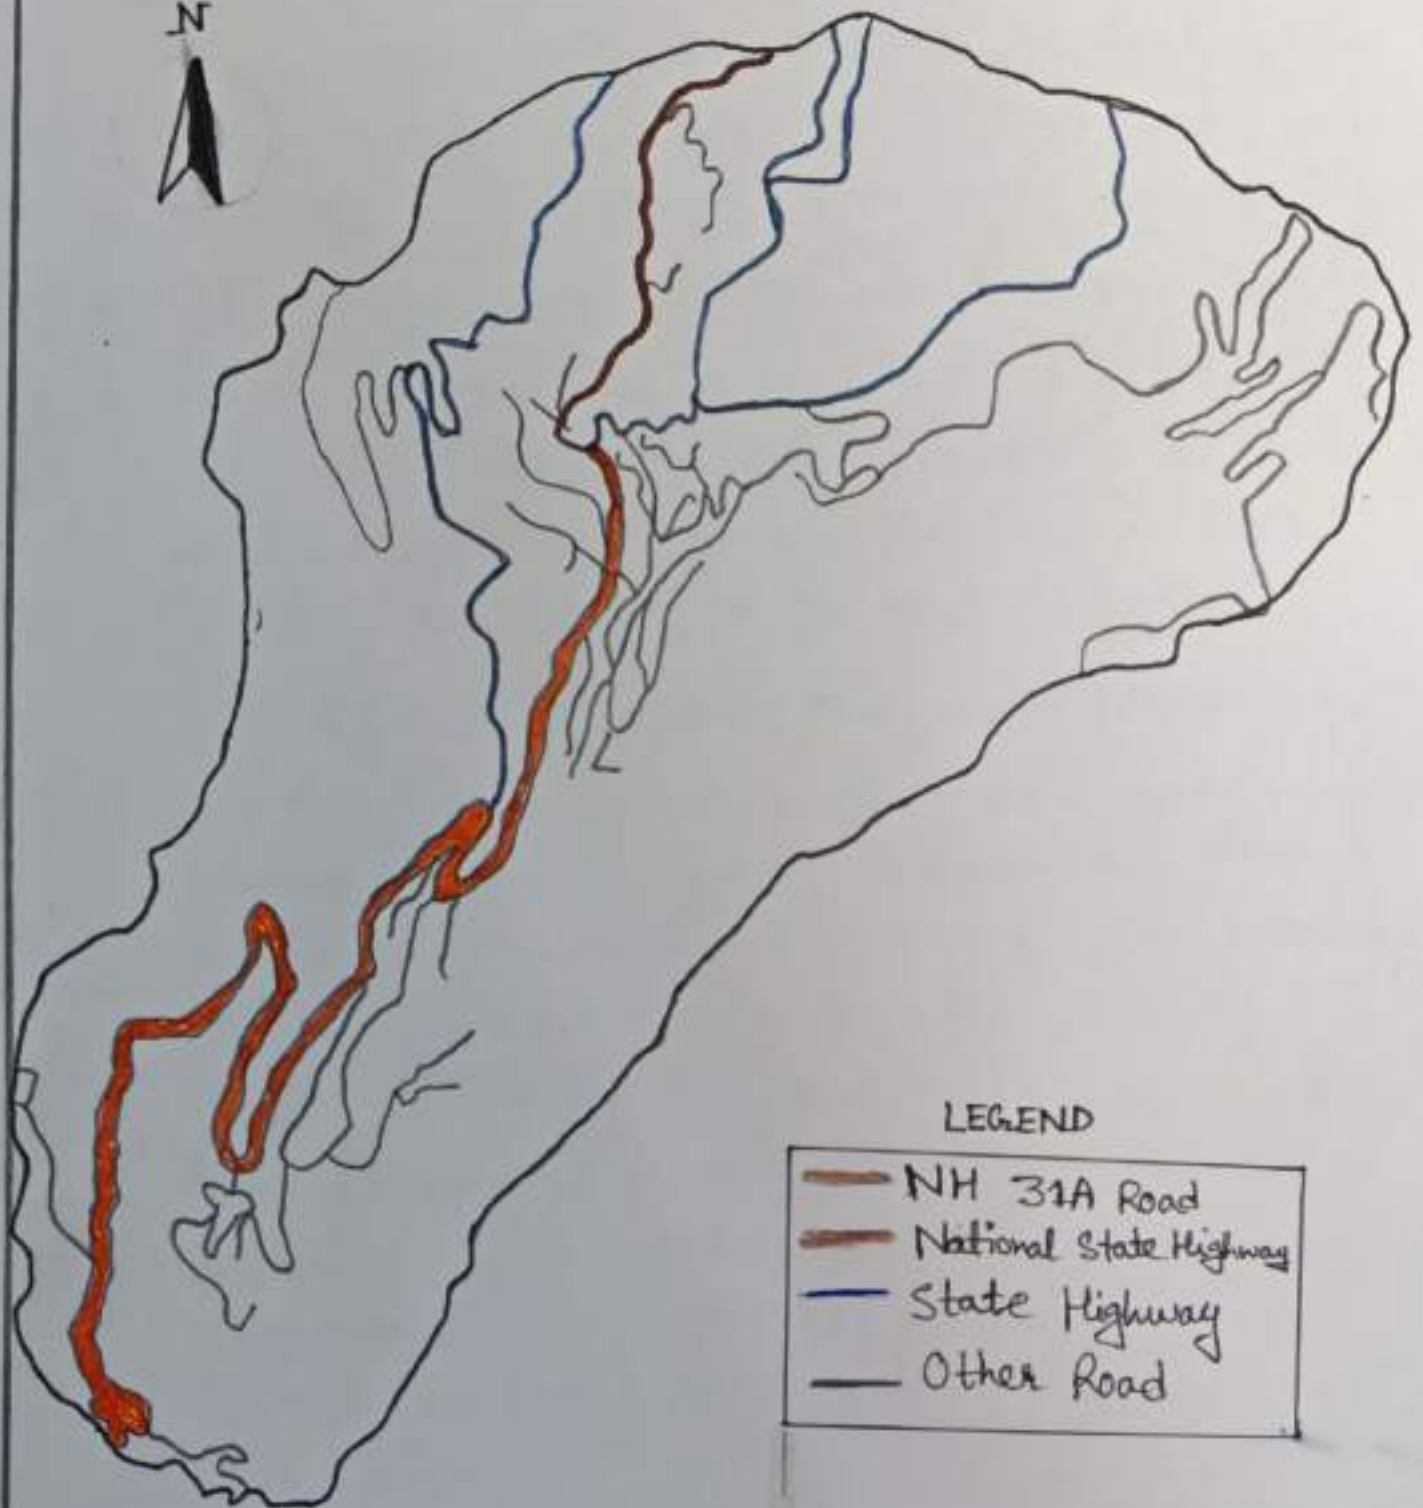 N
LEGEND
NH 31A Road
National State Highway
State Highway
Other Road